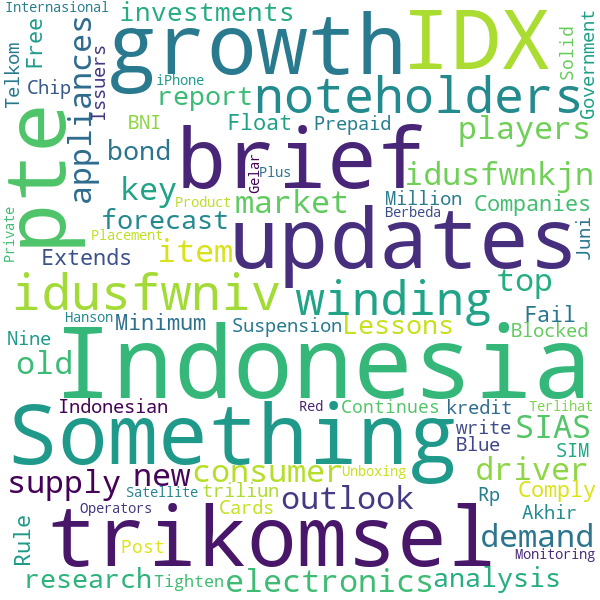 Internasional
investments
growth
IDX
Telkom
Free
appliances
Issuers
Chip
iPhone
report
noteholders
Solid
Government
pte
BNI
Float
Prepaid
players
bond
brief
Gelar
Plus
idusfwnkjn
key
Product
market
Million
Companies
Berbeda
forecast
updates
Juni
Private
Placement
item
Extends
idusfwniv
winding
top
Hanson
Minimum
Suspension
Lessons
Fail
Blocked
Nine
old
Indonesia
Indonesian
Red
Continues
kredit
Terlihat
Something
write
SIAS
Blue
SIM
supply
new
consumer
Unboxing
driver
Satellite
triliun
outlook
Rp
Comply
Operators
Cards
Akhir
Rule
trikomsel
demand
Post
Monitoring
research
Tighten
electronics
analysis